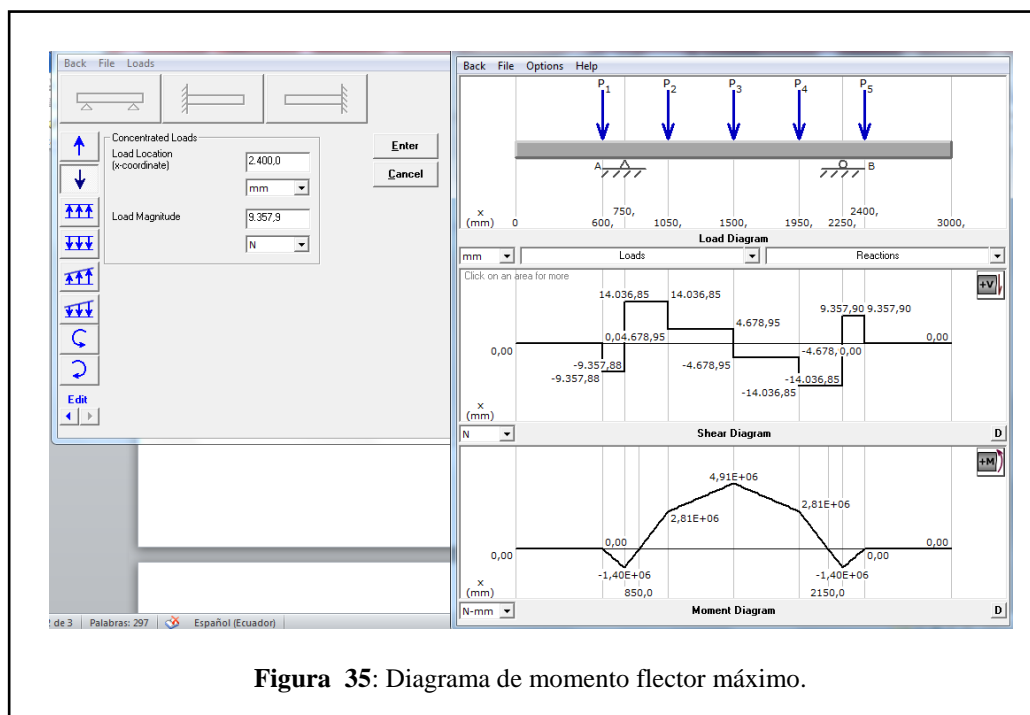 Back File Loads
Concentrated Loads
Load Location
(x-coordinate)
2.400,0
mm
Load Magnitude
9.357,9
N
Enter
Cancel
Edit
de 3 Palabras: 297 Español (Ecuador)
Back File Options Help
P1 P2 P3 P4 P5
A B
750, 2400,
x
(mm) 0 600, 1050, 1500, 1950, 2250, 3000,
Load Diagram
mm Loads Reactions
Click on an area for more
+V
14.036,85 14.036,85 9.357,90 9.357,90
4.678,95
0,00 0,04.678,95 -4.678, 0,00 0,00
-9.357,88 -4.678,95
-9.357,88 -14.036,85
-14.036,85
x
(mm)
N Shear Diagram D
+M
4,91E+06
2,81E+06 2,81E+06
0,00 0,00 0,00 0,00
-1,40E+06 -1,40E+06
x
(mm) 850,0 2150,0
N-mm Moment Diagram D
Figura 35: Diagrama de momento flector máximo.